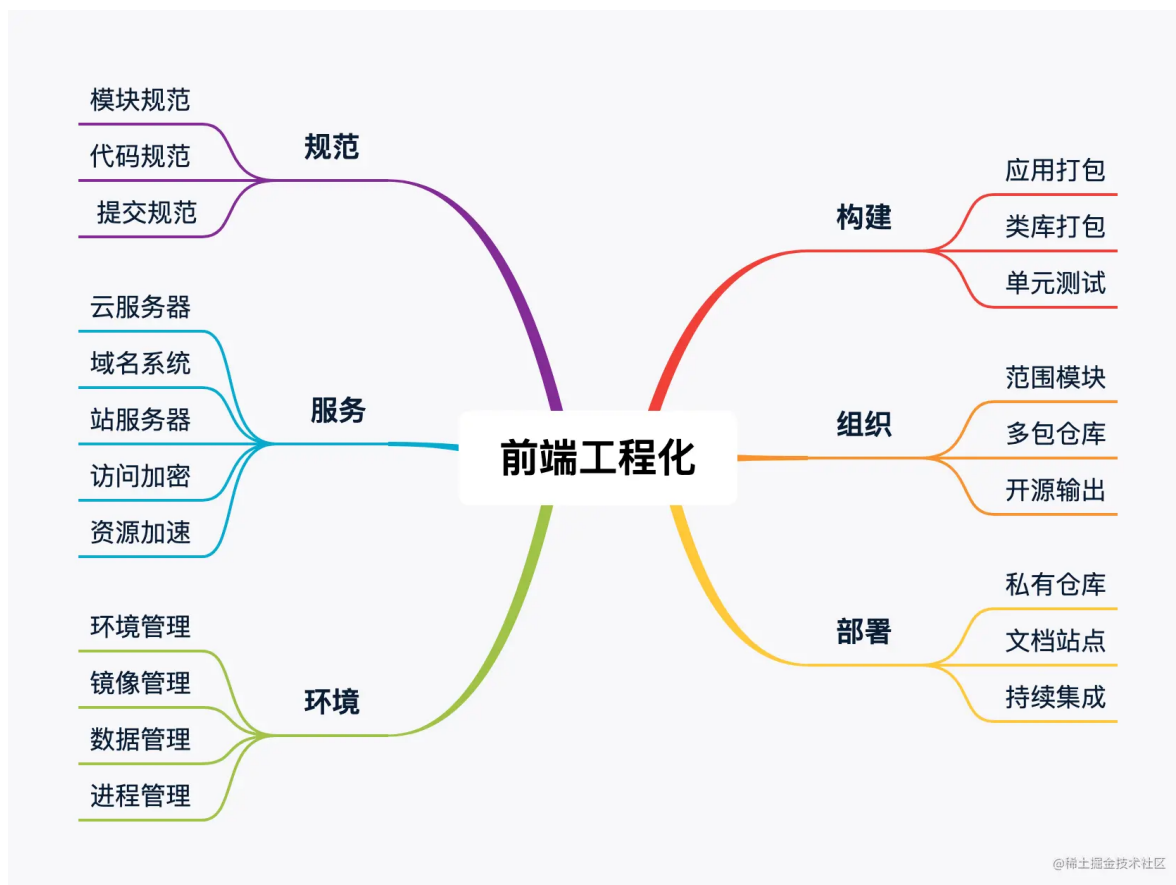 前端工程化
规范
模块规范
代码规范
提交规范
服务
云服务器
域名系统
站服务器
访问加密
资源加速
环境
环境管理
镜像管理
数据管理
进程管理
构建
应用打包
类库打包
单元测试
组织
范围模块
多包仓库
开源输出
部署
私有仓库
文档站点
持续集成
@稀土掘金技术社区